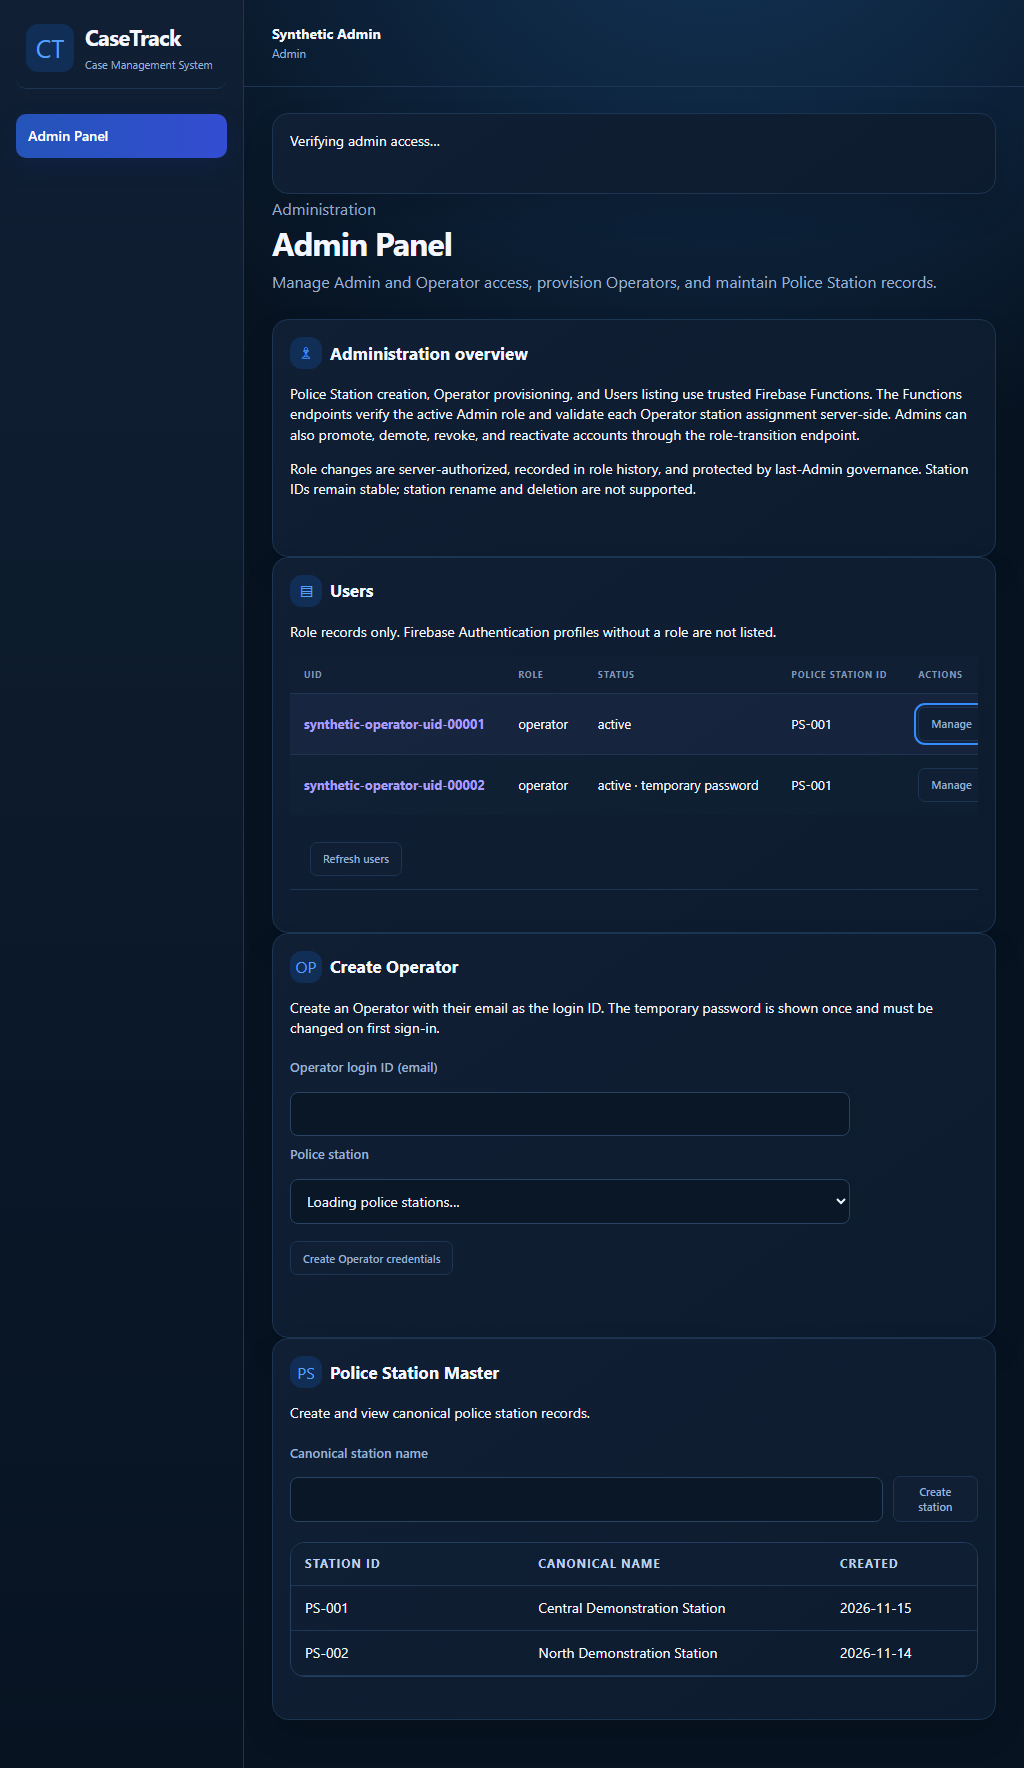 CT
CaseTrack
Case Management System
Admin Panel
Synthetic Admin
Admin
Verifying admin access...
Administration
Admin Panel
Manage Admin and Operator access, provision Operators, and maintain Police Station records.
Administration overview
Police Station creation, Operator provisioning, and Users listing use trusted Firebase Functions. The Functions
endpoints verify the active Admin role and validate each Operator station assignment server-side. Admins can
also promote, demote, revoke, and reactivate accounts through the role-transition endpoint.
Role changes are server-authorized, recorded in role history, and protected by last-Admin governance. Station
IDs remain stable; station rename and deletion are not supported.
Users
Role records only. Firebase Authentication profiles without a role are not listed.
UID ROLE STATUS POLICE STATION ID ACTIONS
synthetic-operator-uid-00001 operator active PS-001 Manage
synthetic-operator-uid-00002 operator active · temporary password PS-001 Manage
Refresh users
OP
Create Operator
Create an Operator with their email as the login ID. The temporary password is shown once and must be
changed on first sign-in.
Operator login ID (email)
Police station
Loading police stations...
Create Operator credentials
PS
Police Station Master
Create and view canonical police station records.
Canonical station name
Create
station
STATION ID CANONICAL NAME CREATED
PS-001 Central Demonstration Station 2026-11-15
PS-002 North Demonstration Station 2026-11-14